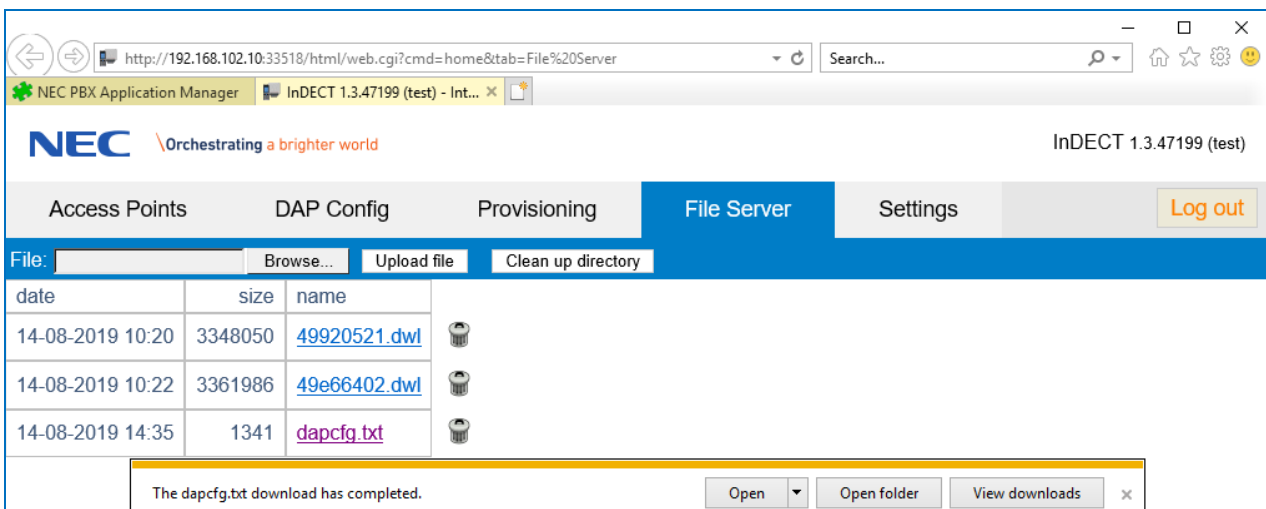 http://192.168.102.10:33518/html/web.cgi?cmd=home&tab=File%20Server
Search...
NEC PBX Application Manager
InDECT 1.3.47199 (test) - Int...
NEC \Orchestrating a brighter world
InDECT 1.3.47199 (test)
Access Points DAP Config Provisioning File Server Settings Log out
File: Browse... Upload file Clean up directory
date size name
14-08-2019 10:20 3348050 49920521.dwl
14-08-2019 10:22 3361986 49e66402.dwl
14-08-2019 14:35 1341 dapcfg.txt
The dapcfg.txt download has completed. Open Open folder View downloads